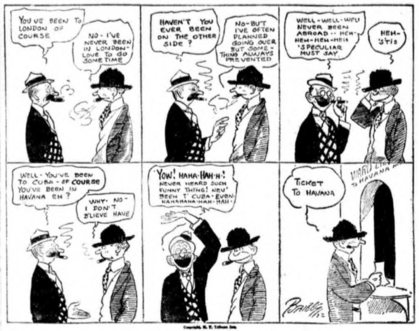 YOU'VE BEEN TO
LONDON OF
COURSE
NO - I'VE
NEVER BEEN
IN LONDON -
LOVE TO GO
SOME TIME
HAVEN'T YOU
EVER BEEN
ON THE OTHER
SIDE?
NO - BUT
I'VE OFTEN
PLANNED
GOING OVER
BUT SOME-
THING ALWAYS
PREVENTED
WELL - WELL - WELL
NEVER BEEN
ABROAD -- HEH -
HEH - HEH - HEH
'SPECULIAR
MUST SAY
HEH -
'STIS
WELL - YOU'VE BEEN
TO CUBA - OF COURSE
YOU'VE BEEN IN
HAVANA EH?
WHY - NO -
I DON'T
B'LIEVE I HAVE
YOW! HAHA-HAH-H!
NEVER HEARD SUCH
FUNNY THING! NEV'
BEEN T' CUBA - EVEN!
HAHAHAHA-HAH-HAH-
TICKET
TO HAVANA
TO HAVANA
Copyright, N. Y. Tribune Inc.